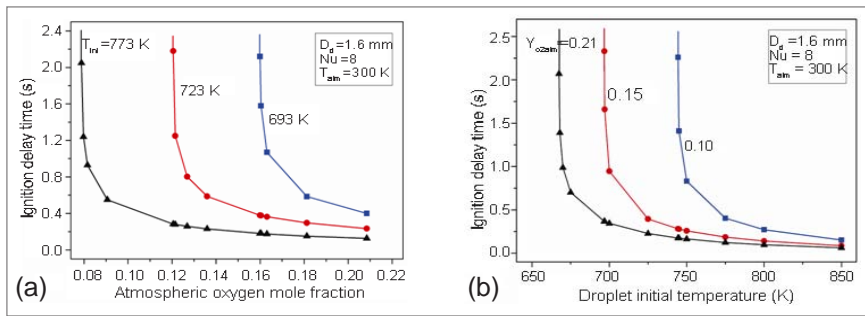 2.4
2.0
1.6
1.2
0.8
0.4
0.0
Ignition delay time (s)
T_ini=773 K
723 K
693 K
D_d=1.6 mm
Nu=8
T_atm=300 K
0.08 0.10 0.12 0.14 0.16 0.18 0.20 0.22
(a) Atmospheric oxygen mole fraction
3.0
2.5
2.0
1.5
1.0
0.5
0.0
Ignition delay time (s)
Y_o2atm=0.21
0.15
0.10
D_d=1.6 mm
Nu=8
T_atm=300 K
650 700 750 800 850
(b) Droplet initial temperature (K)